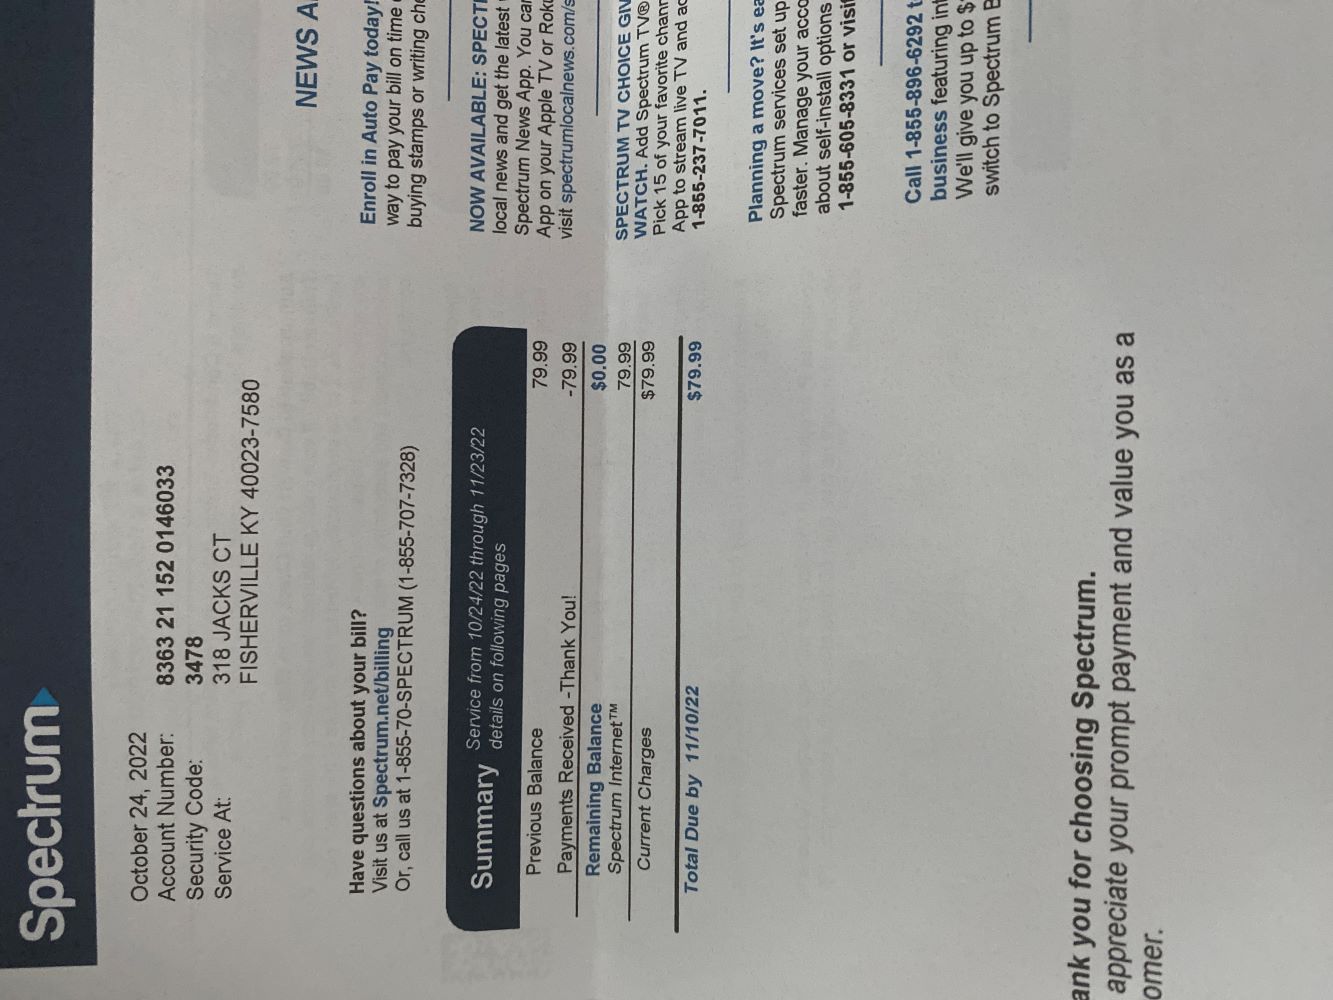 Spectrum
October 24, 2022
Account Number: 8363 21 152 0146033
Security Code: 3478
Service At: 318 JACKS CT
FISHERVILLE KY 40023-7580
Have questions about your bill?
Visit us at Spectrum.net/billing
Or, call us at 1-855-70-SPECTRUM (1-855-707-7328)
Summary Service from 10/24/22 through 11/23/22
details on following pages
Previous Balance 79.99
Payments Received -Thank You! -79.99
Remaining Balance $0.00
Spectrum Internet™ 79.99
Current Charges $79.99
Total Due by 11/10/22 $79.99
ank you for choosing Spectrum.
appreciate your prompt payment and value you as a
omer.
NEWS A
Enroll in Auto Pay today!
way to pay your bill on time
buying stamps or writing che
NOW AVAILABLE: SPECT
local news and get the latest
Spectrum News App. You can
App on your Apple TV or Roku
visit spectrumlocalnews.com/s
SPECTRUM TV CHOICE GIV
WATCH. Add Spectrum TV®
Pick 15 of your favorite chann
App to stream live TV and ac
1-855-237-7011.
Planning a move? It's ea
Spectrum services set up
faster. Manage your acco
about self-install options
1-855-605-8331 or visit
Call 1-855-896-6292 t
business featuring int
We'll give you up to $
switch to Spectrum B